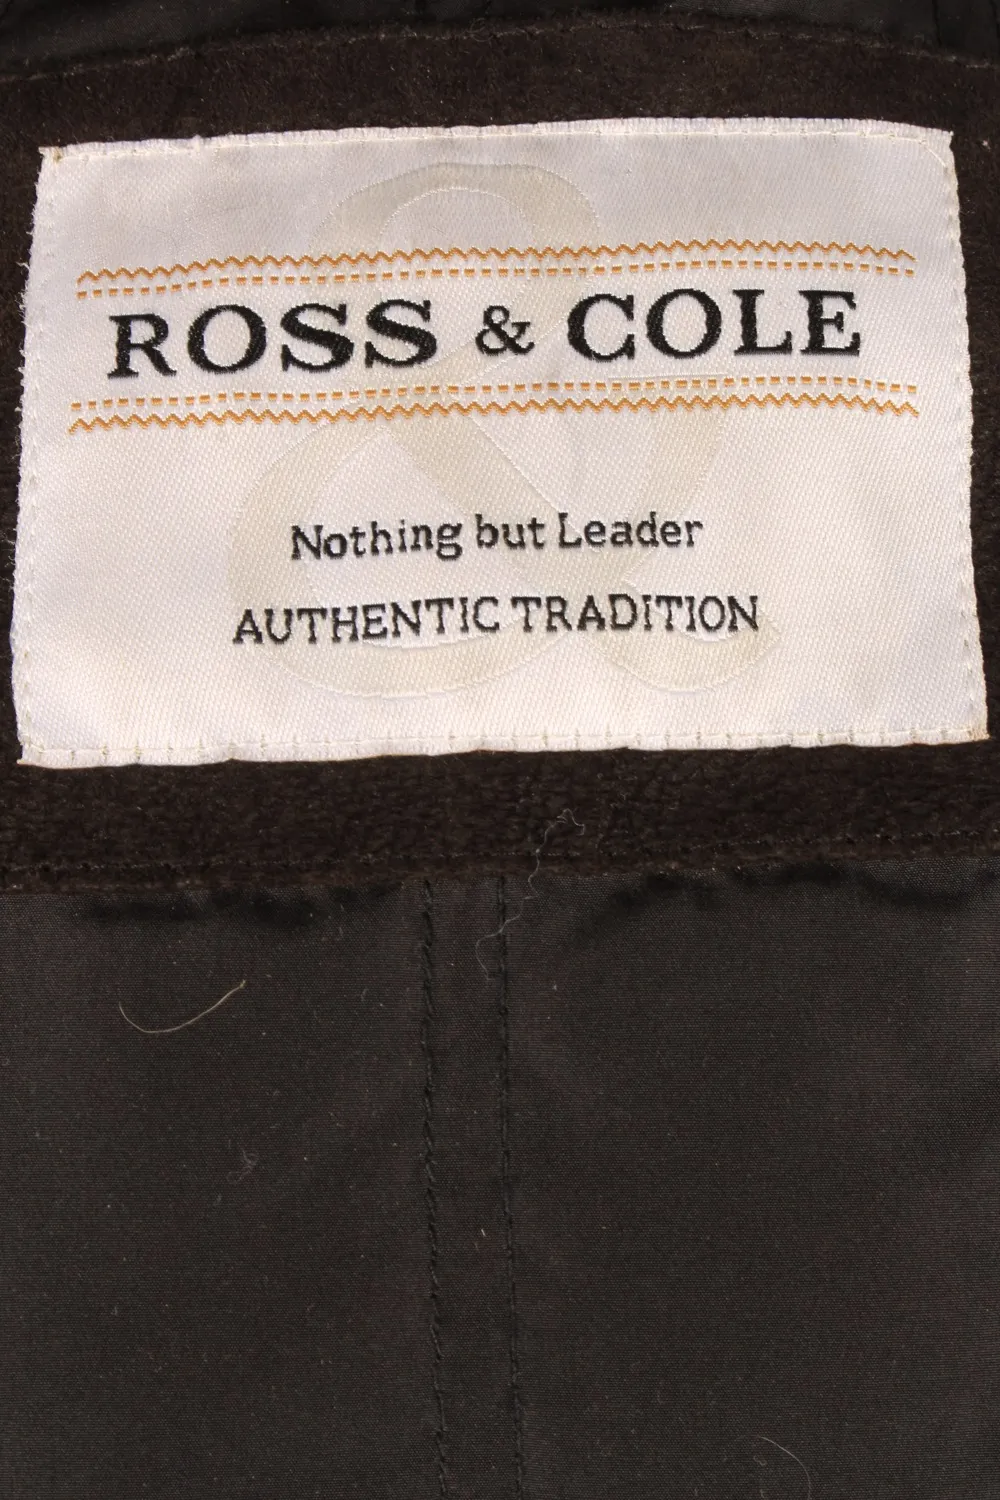 ROSS & COLE
Nothing but Leader
AUTHENTIC TRADITION